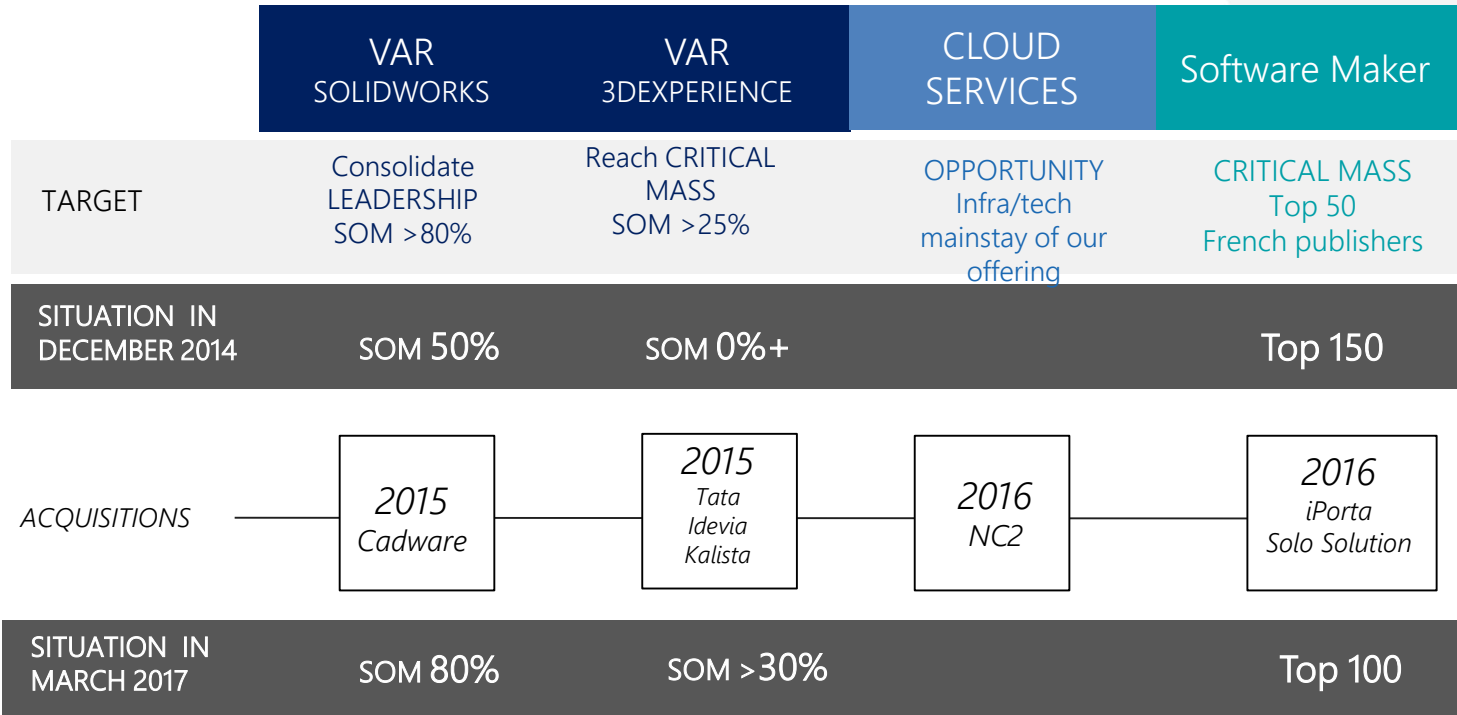 VAR
SOLIDWORKS
VAR
3DEXPERIENCE
CLOUD
SERVICES
Software Maker
TARGET
Consolidate
LEADERSHIP
SOM >80%
Reach CRITICAL
MASS
SOM >25%
OPPORTUNITY
Infra/tech
mainstay of our
offering
CRITICAL MASS
Top 50
French publishers
SITUATION IN
DECEMBER 2014
SOM 50%
SOM 0%+
Top 150
ACQUISITIONS
2015
Cadware
2015
Tata
Idevia
Kalista
2016
NC2
2016
iPorta
Solo Solution
SITUATION IN
MARCH 2017
SOM 80%
SOM >30%
Top 100